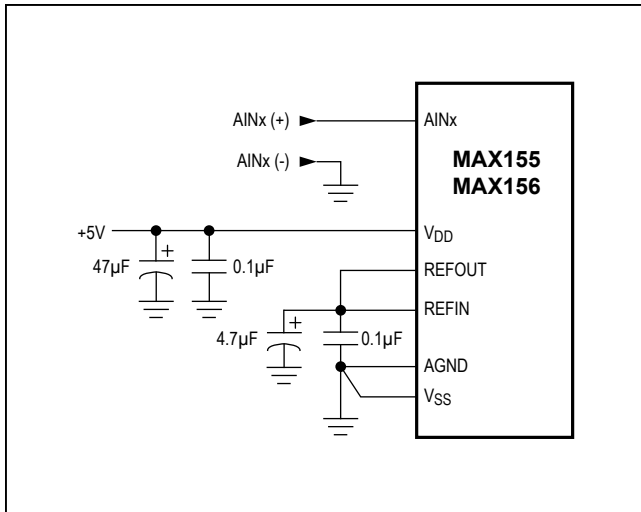 AINx (+)
AINx
AINx (-)
MAX155
MAX156
+5V
VDD
+
47µF
0.1µF
REFOUT
REFIN
+
4.7µF
0.1µF
AGND
VSS